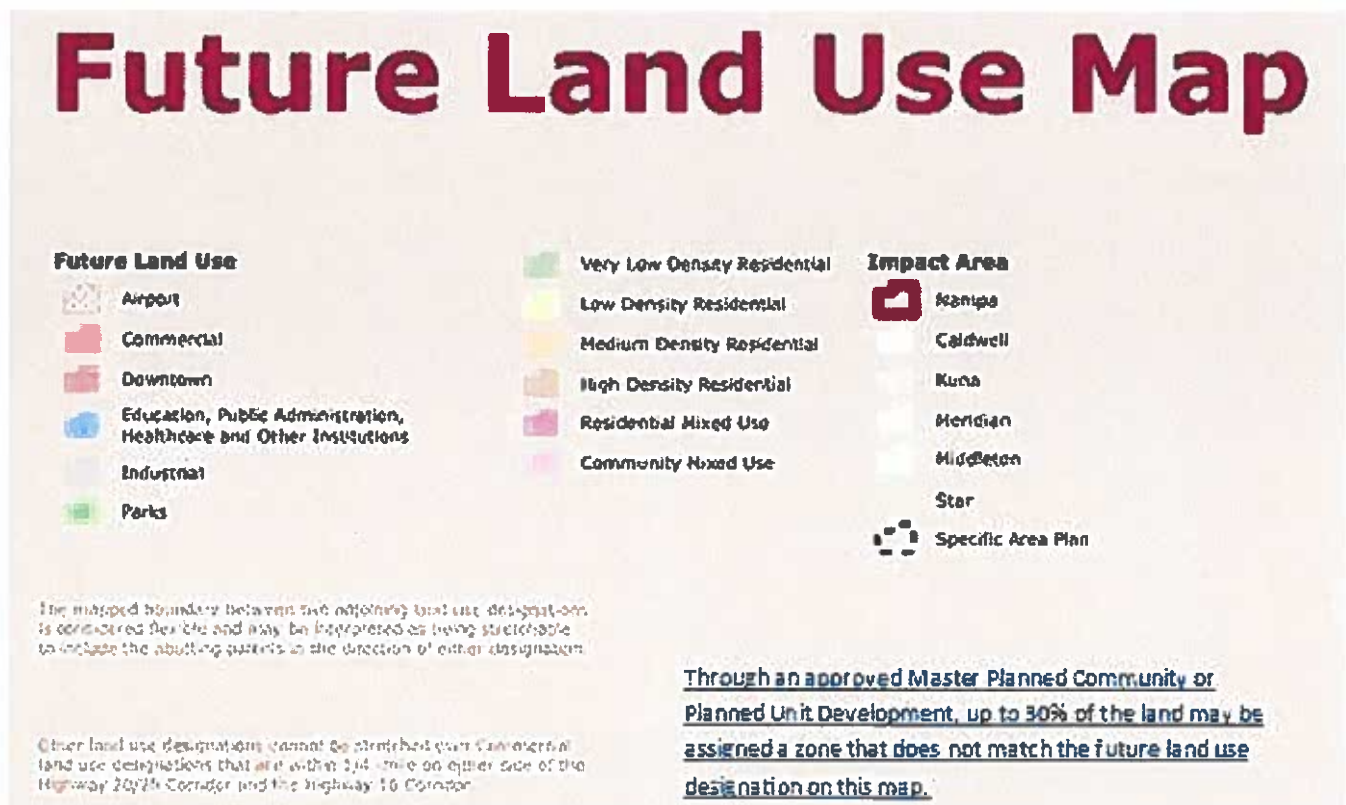 Future Land Use Map
Future Land Use
Airport
Commercial
Downtown
Education, Public Administration,
Healthcare and Other Institutions
Industrial
Parks
Very Low Density Residential
Low Density Residential
Medium Density Residential
High Density Residential
Residential Mixed Use
Community Mixed Use
Impact Area
Nampa
Caldwell
Kuna
Meridian
Middleton
Star
Specific Area Plan
The mapped boundary between two adjoining land use designations
is considered flexible and may be interpreted as being stretchable
to include the abutting parcels in the direction of either designation.
Other land use designations cannot be stretched over Commercial
land use designations that are within 1/4 mile on either side of the
Highway 20/26 Corridor and the Highway 16 Corridor
Through an approved Master Planned Community or
Planned Unit Development, up to 30% of the land may be
assigned a zone that does not match the future land use
designation on this map.